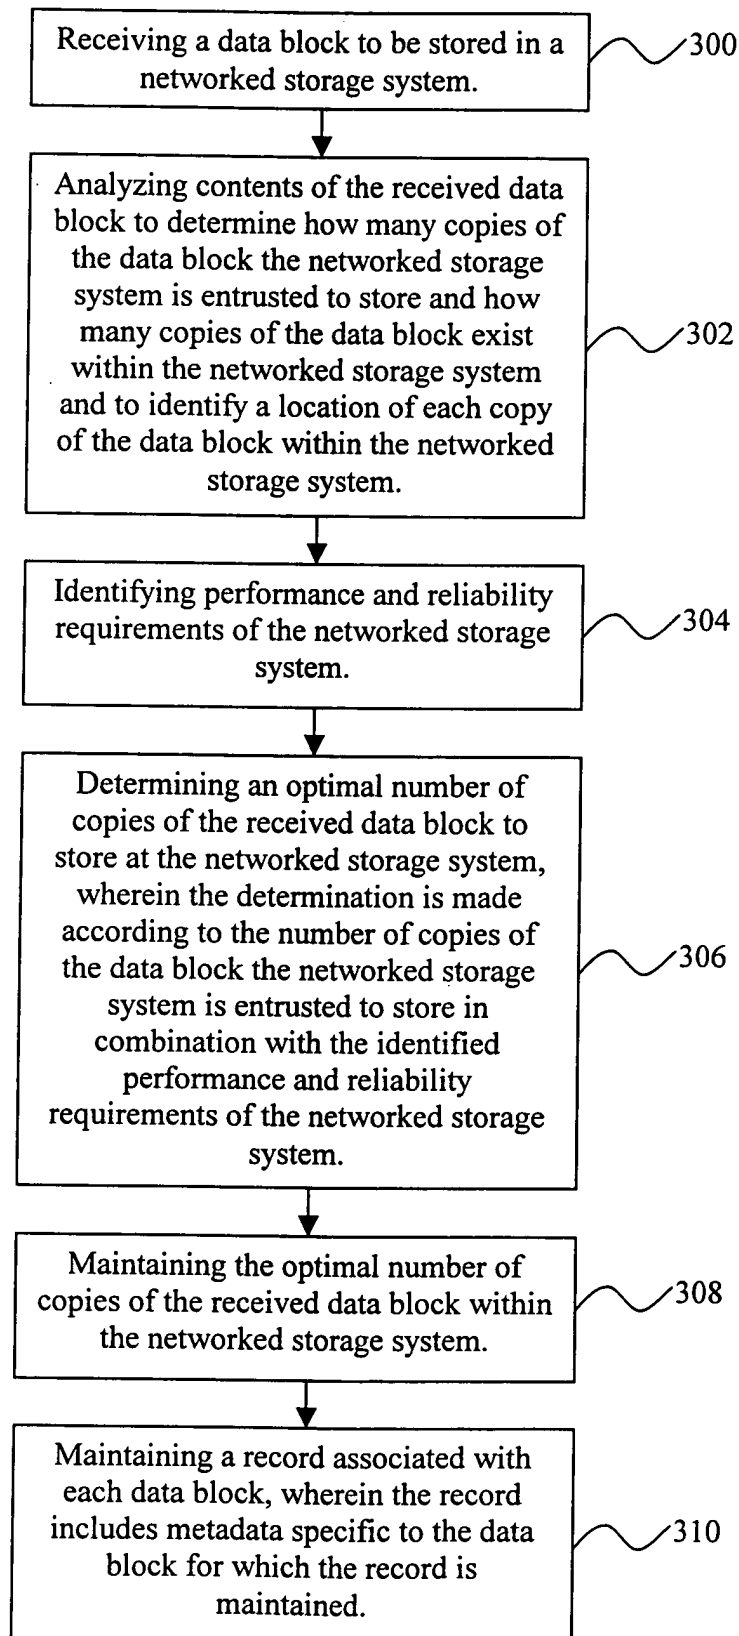 Receiving a data block to be stored in a
networked storage system.
300
Analyzing contents of the received data
block to determine how many copies of
the data block the networked storage
system is entrusted to store and how
many copies of the data block exist
within the networked storage system
and to identify a location of each copy
of the data block within the networked
storage system.
302
Identifying performance and reliability
requirements of the networked storage
system.
304
Determining an optimal number of
copies of the received data block to
store at the networked storage system,
wherein the determination is made
according to the number of copies of
the data block the networked storage
system is entrusted to store in
combination with the identified
performance and reliability
requirements of the networked storage
system.
306
Maintaining the optimal number of
copies of the received data block within
the networked storage system.
308
Maintaining a record associated with
each data block, wherein the record
includes metadata specific to the data
block for which the record is
maintained.
310